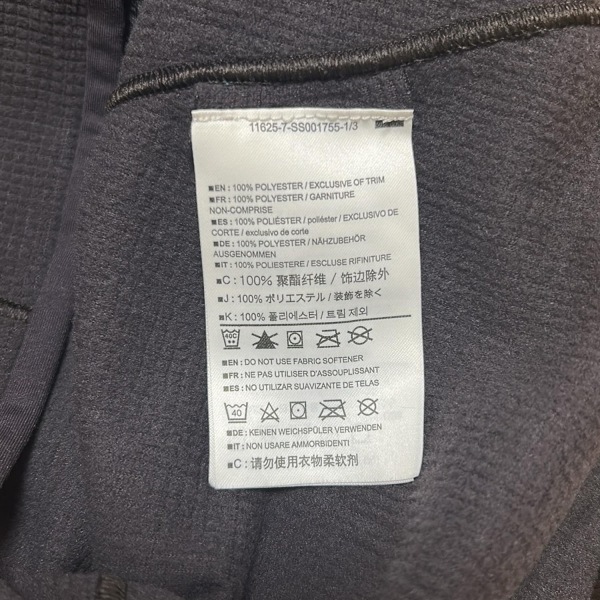 11625-7-SS001755-1/3
■EN: 100% POLYESTER / EXCLUSIVE OF TRIM
■FR: 100% POLYESTER / GARNITURE
NON-COMPRISE
■ES: 100% POLIÉSTER / poliéster / EXCLUSIVO DE
CORTE / exclusivo de corte
■DE: 100% POLYESTER / NÄHZUBEHÖR
AUSGENOMMEN
■IT: 100% POLIESTERE / ESCLUSE RIFINITURE
■C: 100% 聚酯纤维 / 饰边除外
■J: 100% ポリエステル / 装飾を除く
■K: 100% 폴리에스터 / 트림 제외
40C
■EN: DO NOT USE FABRIC SOFTENER
■FR: NE PAS UTILISER D'ASSOUPLISSANT
■ES: NO UTILIZAR SUAVIZANTE DE TELAS
40
■DE: KEINEN WEICHSPÜLER VERWENDEN
■IT: NON USARE AMMORBIDENTI
■C: 请勿使用衣物柔软剂